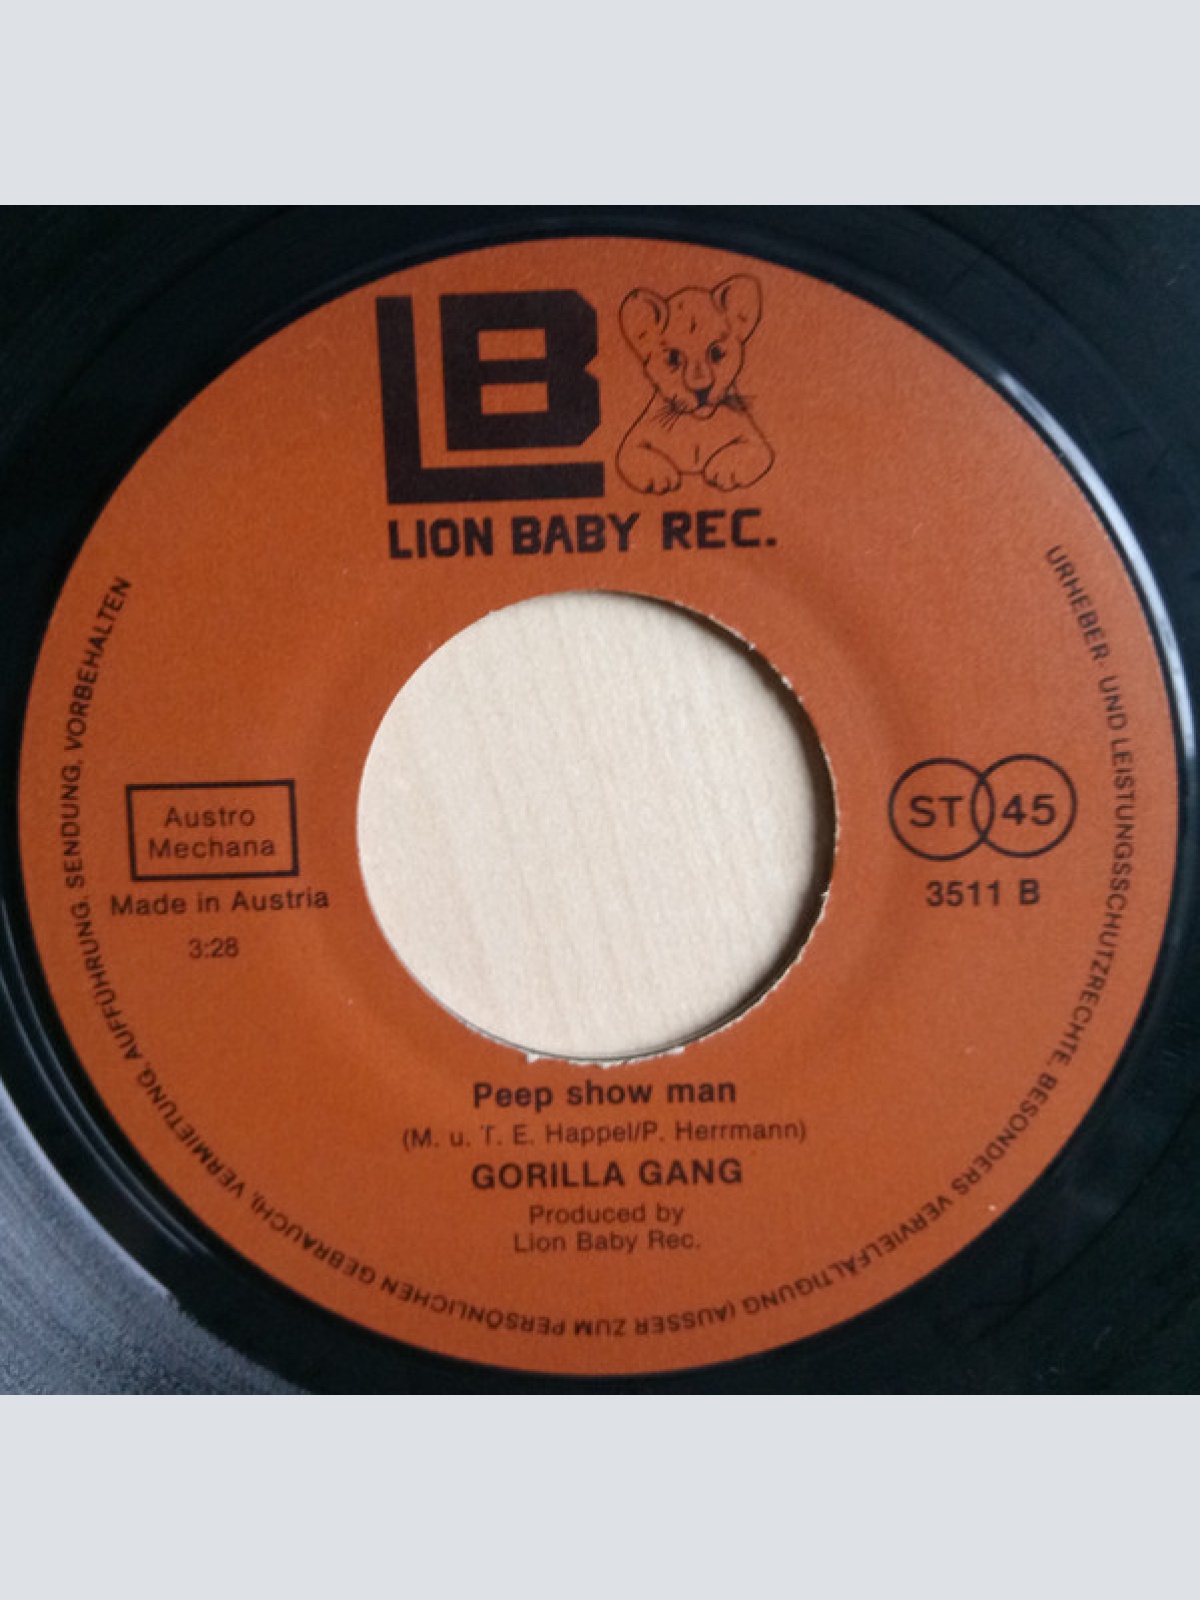 LB
LION BABY REC.
Austro
Mechana
Made in Austria
3:28
ST 45
3511 B
Peep show man
(M. u. T. E. Happel/P. Herrmann)
GORILLA GANG
Produced by
Lion Baby Rec.
URHEBER- UND LEISTUNGSSCHUTZRECHTE, BESONDERS VERVIELFÄLTIGUNG (AUSSER ZUM PERSÖNLICHEN GEBRAUCH), VERMIETUNG, AUFFÜHRUNG, SENDUNG, VORBEHALTEN